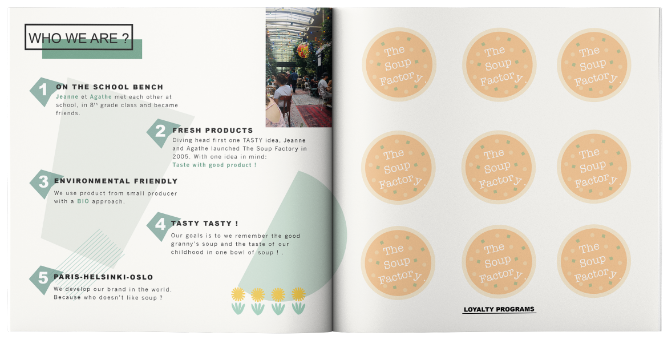 WHO WE ARE ?
1
ON THE SCHOOL BENCH
Jeanne et Agathe met each other at
school, in 8th grade class and became
friends.
2
FRESH PRODUCTS
Diving head first one TASTY idea, Jeanne
and Agathe launched The Soup Factory in
2005. With one idea in mind:
Taste with good product !
3
ENVIRONMENTAL FRIENDLY
We use product from small producer
with a BIO approach.
4
TASTY TASTY !
Our goals is to we remember the good
granny's soup and the taste of our
childhood in one bowl of soup ! .
5
PARIS-HELSINKI-OSLO
We develop our brand in the world.
Because who doesn't like soup ?
The
Soup
Factory
The
Soup
Factory
The
Soup
Factory
The
Soup
Factory
The
Soup
Factory
The
Soup
Factory
The
Soup
Factory
The
Soup
Factory
The
Soup
Factory
LOYALTY PROGRAMS